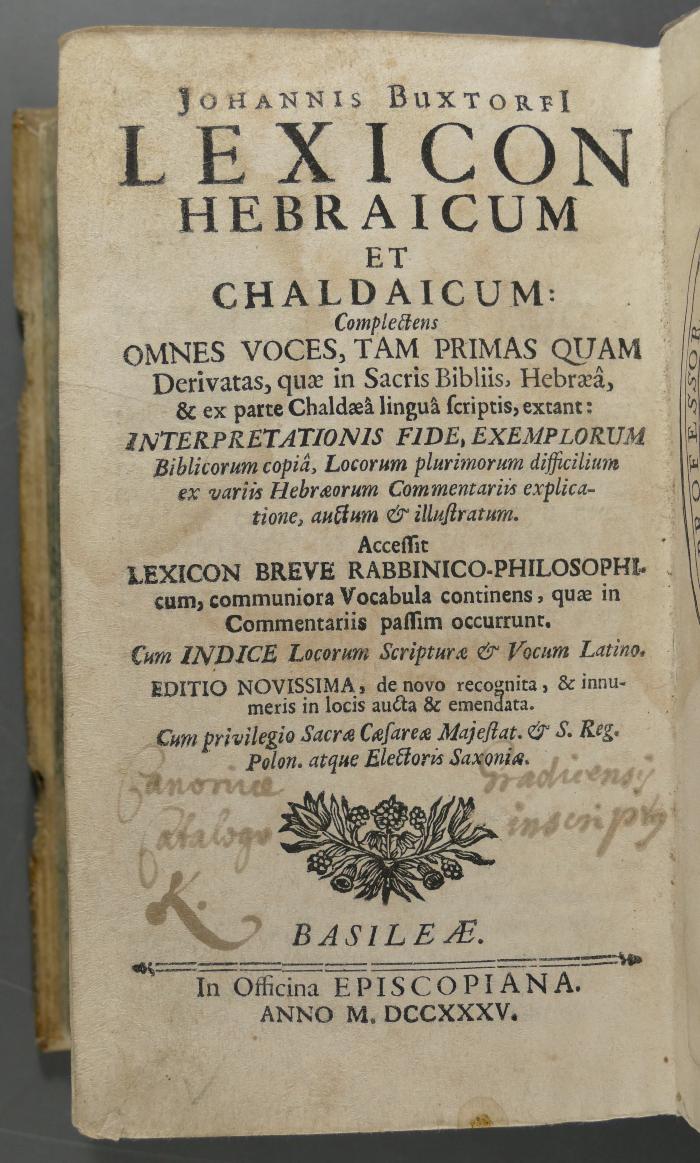 JOHANNIS BUXTORFI
LEXICON
HEBRAICUM
ET
CHALDAICUM:
Complectens
OMNES VOCES, TAM PRIMAS QUAM
Derivatas, quæ in Sacris Bibliis, Hebræâ,
& ex parte Chaldæâ linguâ ſcriptis, extant:
INTERPRETATIONIS FIDE, EXEMPLORUM
Biblicorum copiâ, Locorum plurimorum difficilium
ex variis Hebræorum Commentariis explica-
tione, auctum & illuſtratum.
Acceſſit
LEXICON BREVE RABBINICO-PHILOSOPHI-
cum, communiora Vocabula continens, quæ in
Commentariis paſſim occurrunt.
Cum INDICE Locorum Scripturæ & Vocum Latino.
EDITIO NOVISSIMA, de novo recognita, & innu-
meris in locis aucta & emendata.
Cum privilegio Sacræ Cæſareæ Majeſtat. & S. Reg.
Polon. atque Electoris Saxoniæ.
Canoniæ Gradicensis
Catalogo inscriptus
K.
BASILEÆ.
In Officina EPISCOPIANA.
ANNO M. DCCXXXV.
PROFESSOR